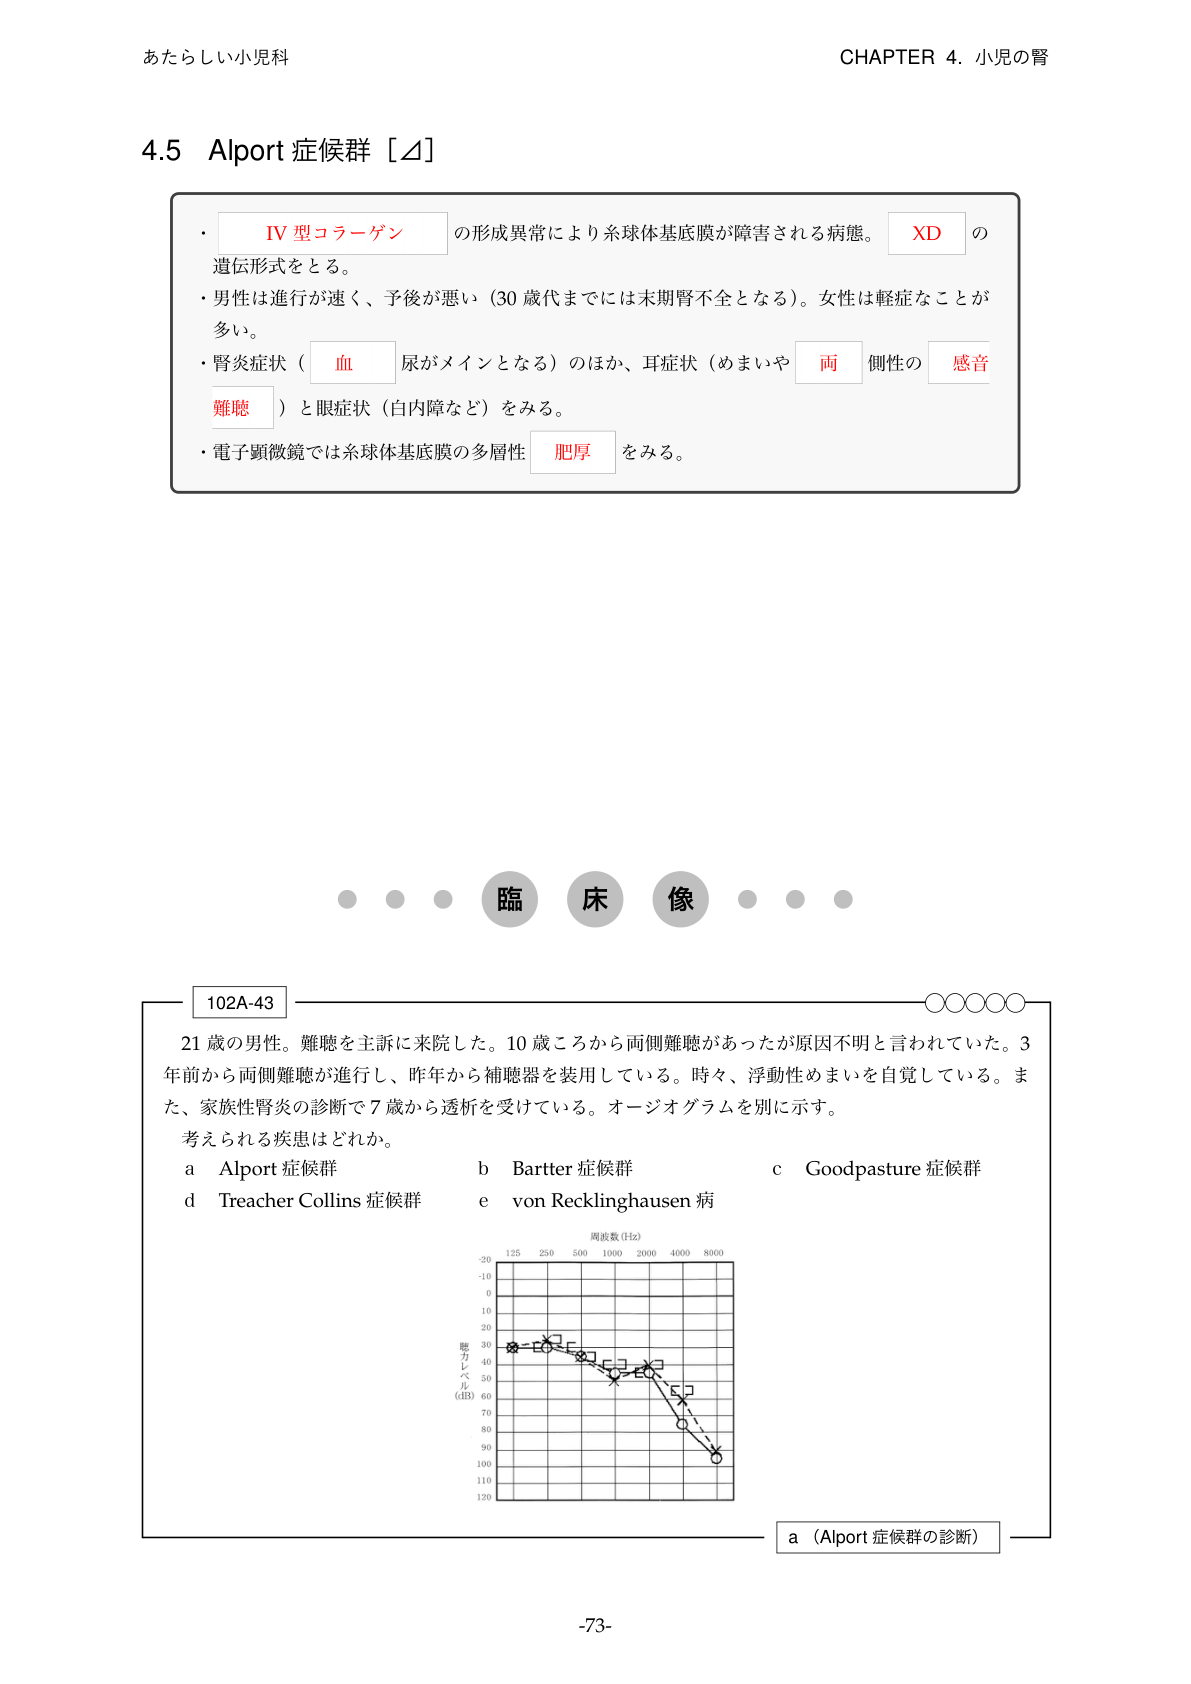 あたらしい小児科
CHAPTER 4. 小児の腎
4.5 Alport 症候群［⊿］
・ IV 型コラーゲン の形成異常により糸球体基底膜が障害される病態。 XD の
遺伝形式をとる。
・男性は進行が速く、予後が悪い（30 歳代までには末期腎不全となる）。女性は軽症なことが
多い。
・腎炎症状（ 血 尿がメインとなる）のほか、耳症状（めまいや 両 側性の 感音
難聴 ）と眼症状（白内障など）をみる。
・電子顕微鏡では糸球体基底膜の多層性 肥厚 をみる。
臨 床 像
102A-43
21 歳の男性。難聴を主訴に来院した。10 歳ころから両側難聴があったが原因不明と言われていた。3
年前から両側難聴が進行し、昨年から補聴器を装用している。時々、浮動性めまいを自覚している。ま
た、家族性腎炎の診断で 7 歳から透析を受けている。オージオグラムを別に示す。
考えられる疾患はどれか。
a Alport 症候群 b Bartter 症候群 c Goodpasture 症候群
d Treacher Collins 症候群 e von Recklinghausen 病
周波数 (Hz)
125 250 500 1000 2000 4000 8000
-20
-10
0
10
20
30
40
50
60
70
80
90
100
110
120
聴力レベル
(dB)
a （Alport 症候群の診断）
-73-